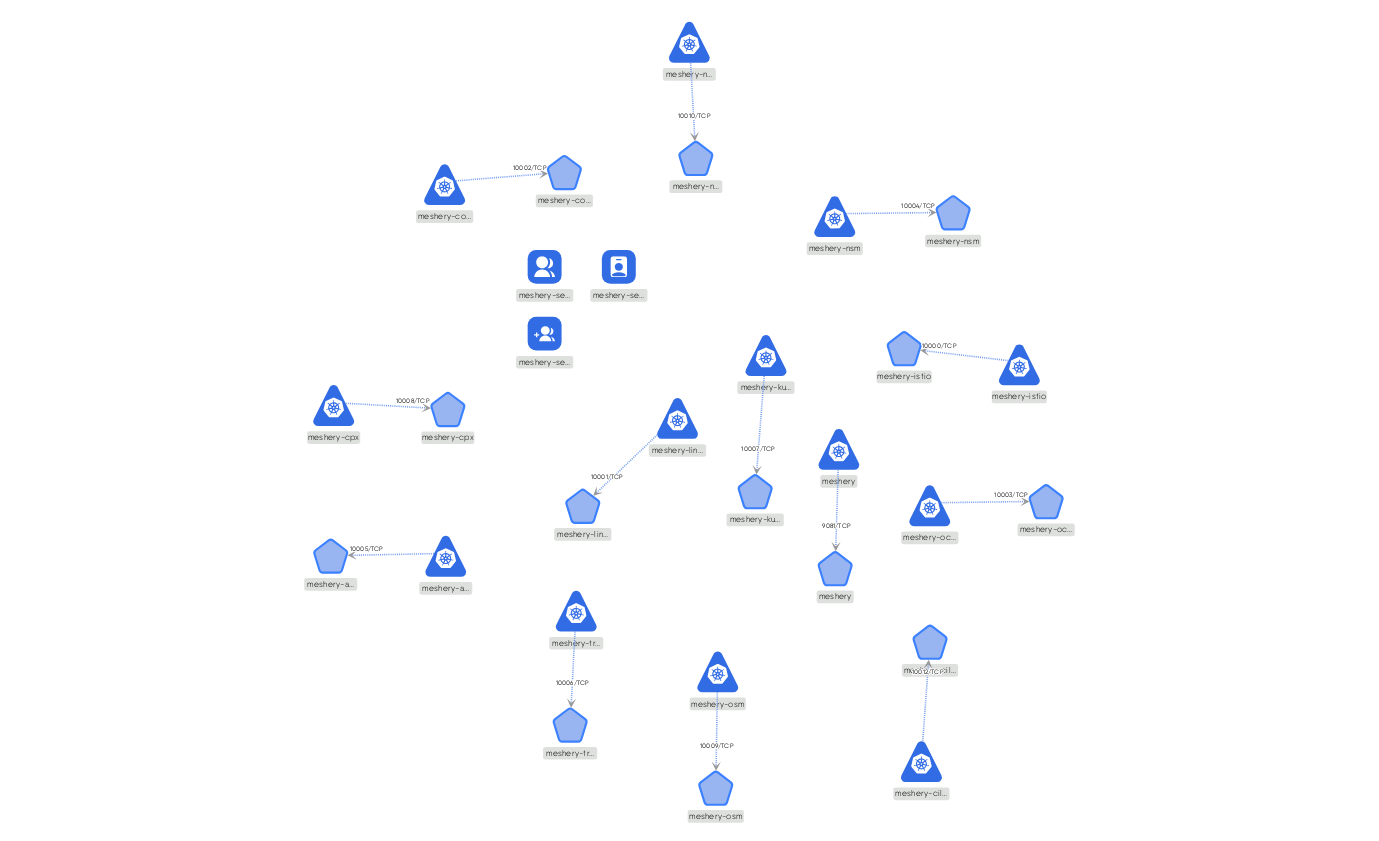 meshery-n...
10010/TCP
meshery-n...
10002/TCP
meshery-co...
meshery-co...
10004/TCP
meshery-nsm
meshery-nsm
meshery-se...
meshery-se...
meshery-se...
10000/TCP
meshery-istio
meshery-istio
meshery-ku...
10008/TCP
meshery-cpx
meshery-cpx
meshery-lin...
10007/TCP
10001/TCP
meshery
meshery-ku...
meshery-lin...
10003/TCP
meshery-oc...
meshery-oc...
9081/TCP
10005/TCP
meshery-a...
meshery-a...
meshery
meshery-tr...
10006/TCP
meshery-tr...
meshery-osm
10009/TCP
meshery-osm
10012/TCP
meshery-cil...